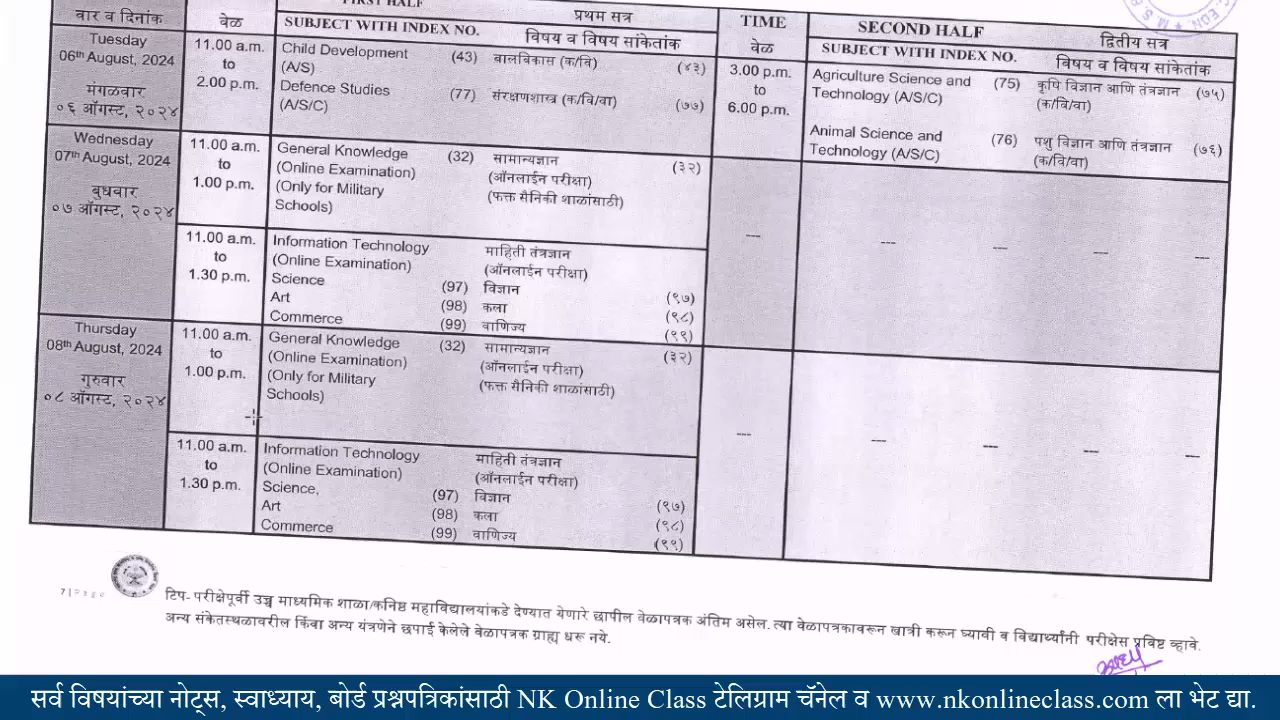 FIRST HALF
वार व दिनांक
वेळ
SUBJECT WITH INDEX NO.
प्रथम सत्र
विषय व विषय सांकेतांक
TIME
वेळ
SECOND HALF
SUBJECT WITH INDEX NO.
द्वितीय सत्र
विषय व विषय सांकेतांक
Tuesday
06th August, 2024
मंगळवार
०६ ऑगस्ट, २०२४
11.00 a.m.
to
2.00 p.m.
Child Development (43) बालविकास (क/वि) (४३)
(A/S)
Defence Studies (77) संरक्षणशास्त्र (क/वि/वा) (७७)
(A/S/C)
3.00 p.m.
to
6.00 p.m.
Agriculture Science and (75) कृषि विज्ञान आणि तंत्रज्ञान (७५)
Technology (A/S/C) (क/वि/वा)
Animal Science and (76) पशु विज्ञान आणि तंत्रज्ञान (७६)
Technology (A/S/C) (क/वि/वा)
Wednesday
07th August, 2024
बुधवार
०७ ऑगस्ट, २०२४
11.00 a.m.
to
1.00 p.m.
General Knowledge (32) सामान्यज्ञान (३२)
(Online Examination) (ऑनलाईन परीक्षा)
(Only for Military (फक्त सैनिकी शाळांसाठी)
Schools)
--- --- --- --- ---
11.00 a.m.
to
1.30 p.m.
Information Technology माहिती तंत्रज्ञान
(Online Examination) (ऑनलाईन परीक्षा)
Science (97) विज्ञान (९७)
Art (98) कला (९८)
Commerce (99) वाणिज्य (९९)
Thursday
08th August, 2024
गुरुवार
०८ ऑगस्ट, २०२४
11.00 a.m.
to
1.00 p.m.
General Knowledge (32) सामान्यज्ञान (३२)
(Online Examination) (ऑनलाईन परीक्षा)
(Only for Military (फक्त सैनिकी शाळांसाठी)
Schools)
--- --- --- --- ---
11.00 a.m.
to
1.30 p.m.
Information Technology माहिती तंत्रज्ञान
(Online Examination) (ऑनलाईन परीक्षा)
Science, (97) विज्ञान (९७)
Art (98) कला (९८)
Commerce (99) वाणिज्य (९९)
टिप- परीक्षेपूर्वी उच्च माध्यमिक शाळा/कनिष्ठ महाविद्यालयांकडे देण्यात येणारे छापील वेळापत्रक अंतिम असेल. त्या वेळापत्रकावरून खात्री करून घ्यावी व विद्यार्थ्यांनी परीक्षेस प्रविष्ट व्हावे.
अन्य संकेतस्थळावरील किंवा अन्य यंत्रणेने छपाई केलेले वेळापत्रक ग्राह्य धरू नये.
सर्व विषयांच्या नोट्स, स्वाध्याय, बोर्ड प्रश्नपत्रिकांसाठी NK Online Class टेलिग्राम चॅनेल व www.nkonlineclass.com ला भेट द्या.